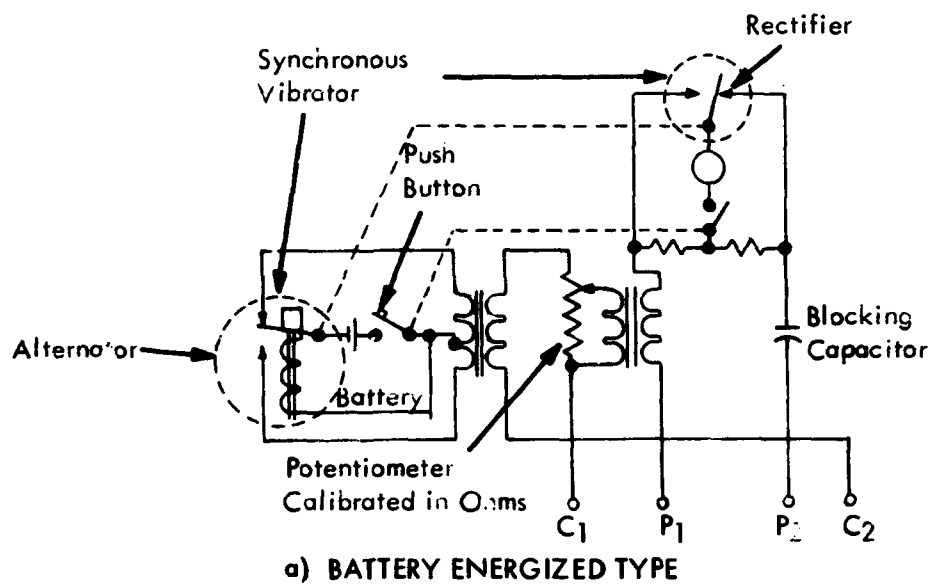 Rectifier
Synchronous
Vibrator
Push
Button
Alternator
Battery
Blocking
Capacitor
Potentiometer
Calibrated in Ohms
C1
P1
P2
C2
a) BATTERY ENERGIZED TYPE